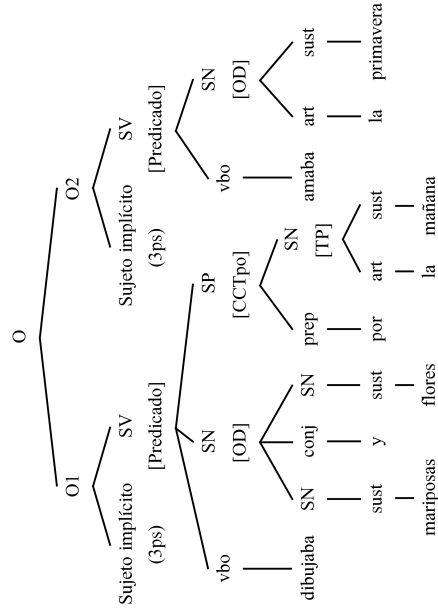 O
O1 O2
Sujeto implícito SV Sujeto implícito SV
(3ps) [Predicado] (3ps) [Predicado]
vbo SN SP vbo SN
[OD] [CCTpo] [OD]
dibujaba SN conj SN prep SN amaba art sust
[TP]
sust y sust por art sust la primavera
mariposas flores la mañana